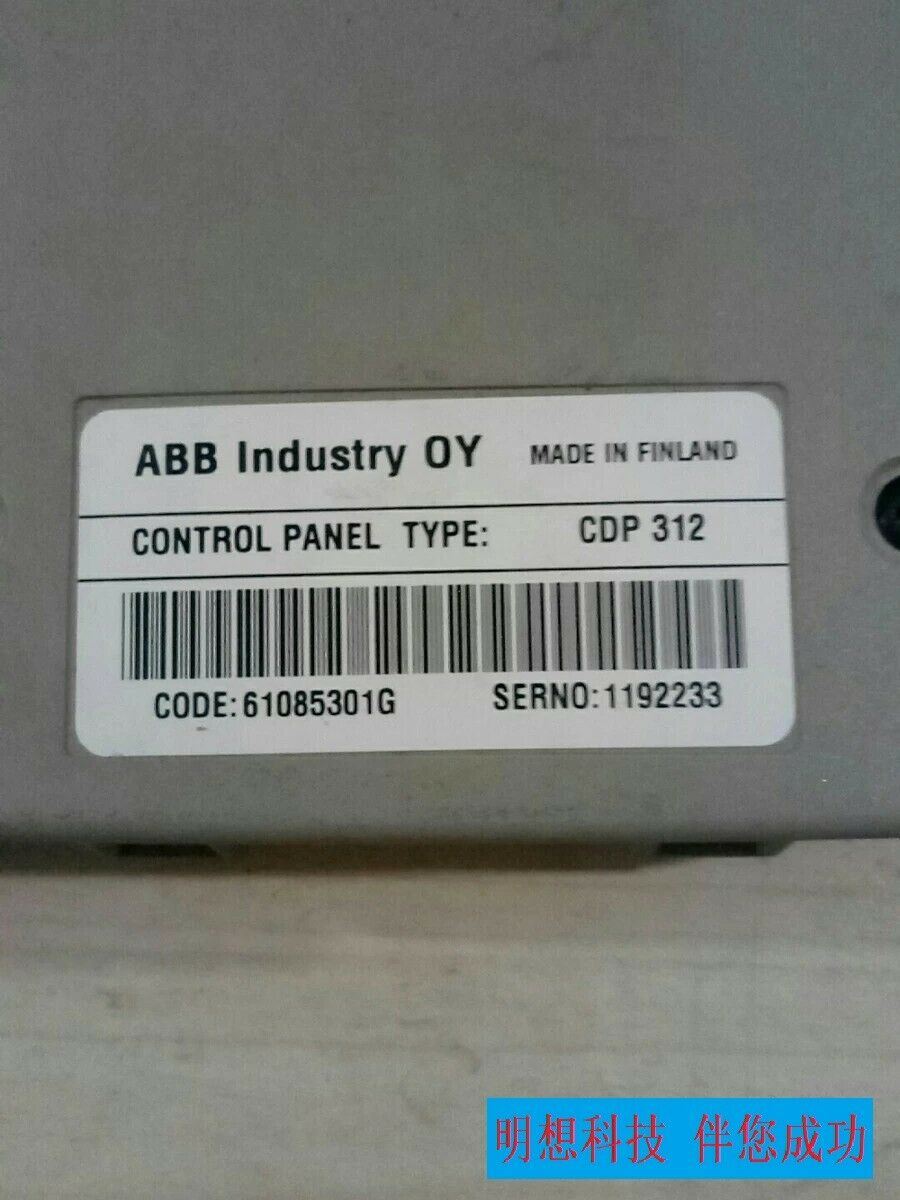 ABB Industry OY MADE IN FINLAND
CONTROL PANEL TYPE: CDP 312
CODE:61085301G SERNO:1192233
明想科技 伴您成功